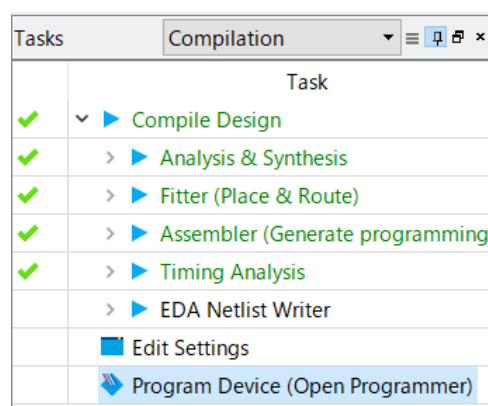 Tasks Compilation
Task
Compile Design
Analysis & Synthesis
Fitter (Place & Route)
Assembler (Generate programming
Timing Analysis
EDA Netlist Writer
Edit Settings
Program Device (Open Programmer)